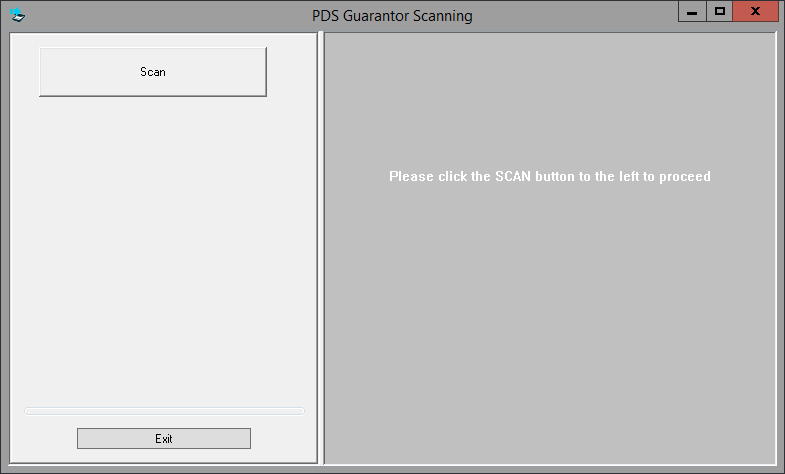 PDS Guarantor Scanning
Scan
Please click the SCAN button to the left to proceed
Exit